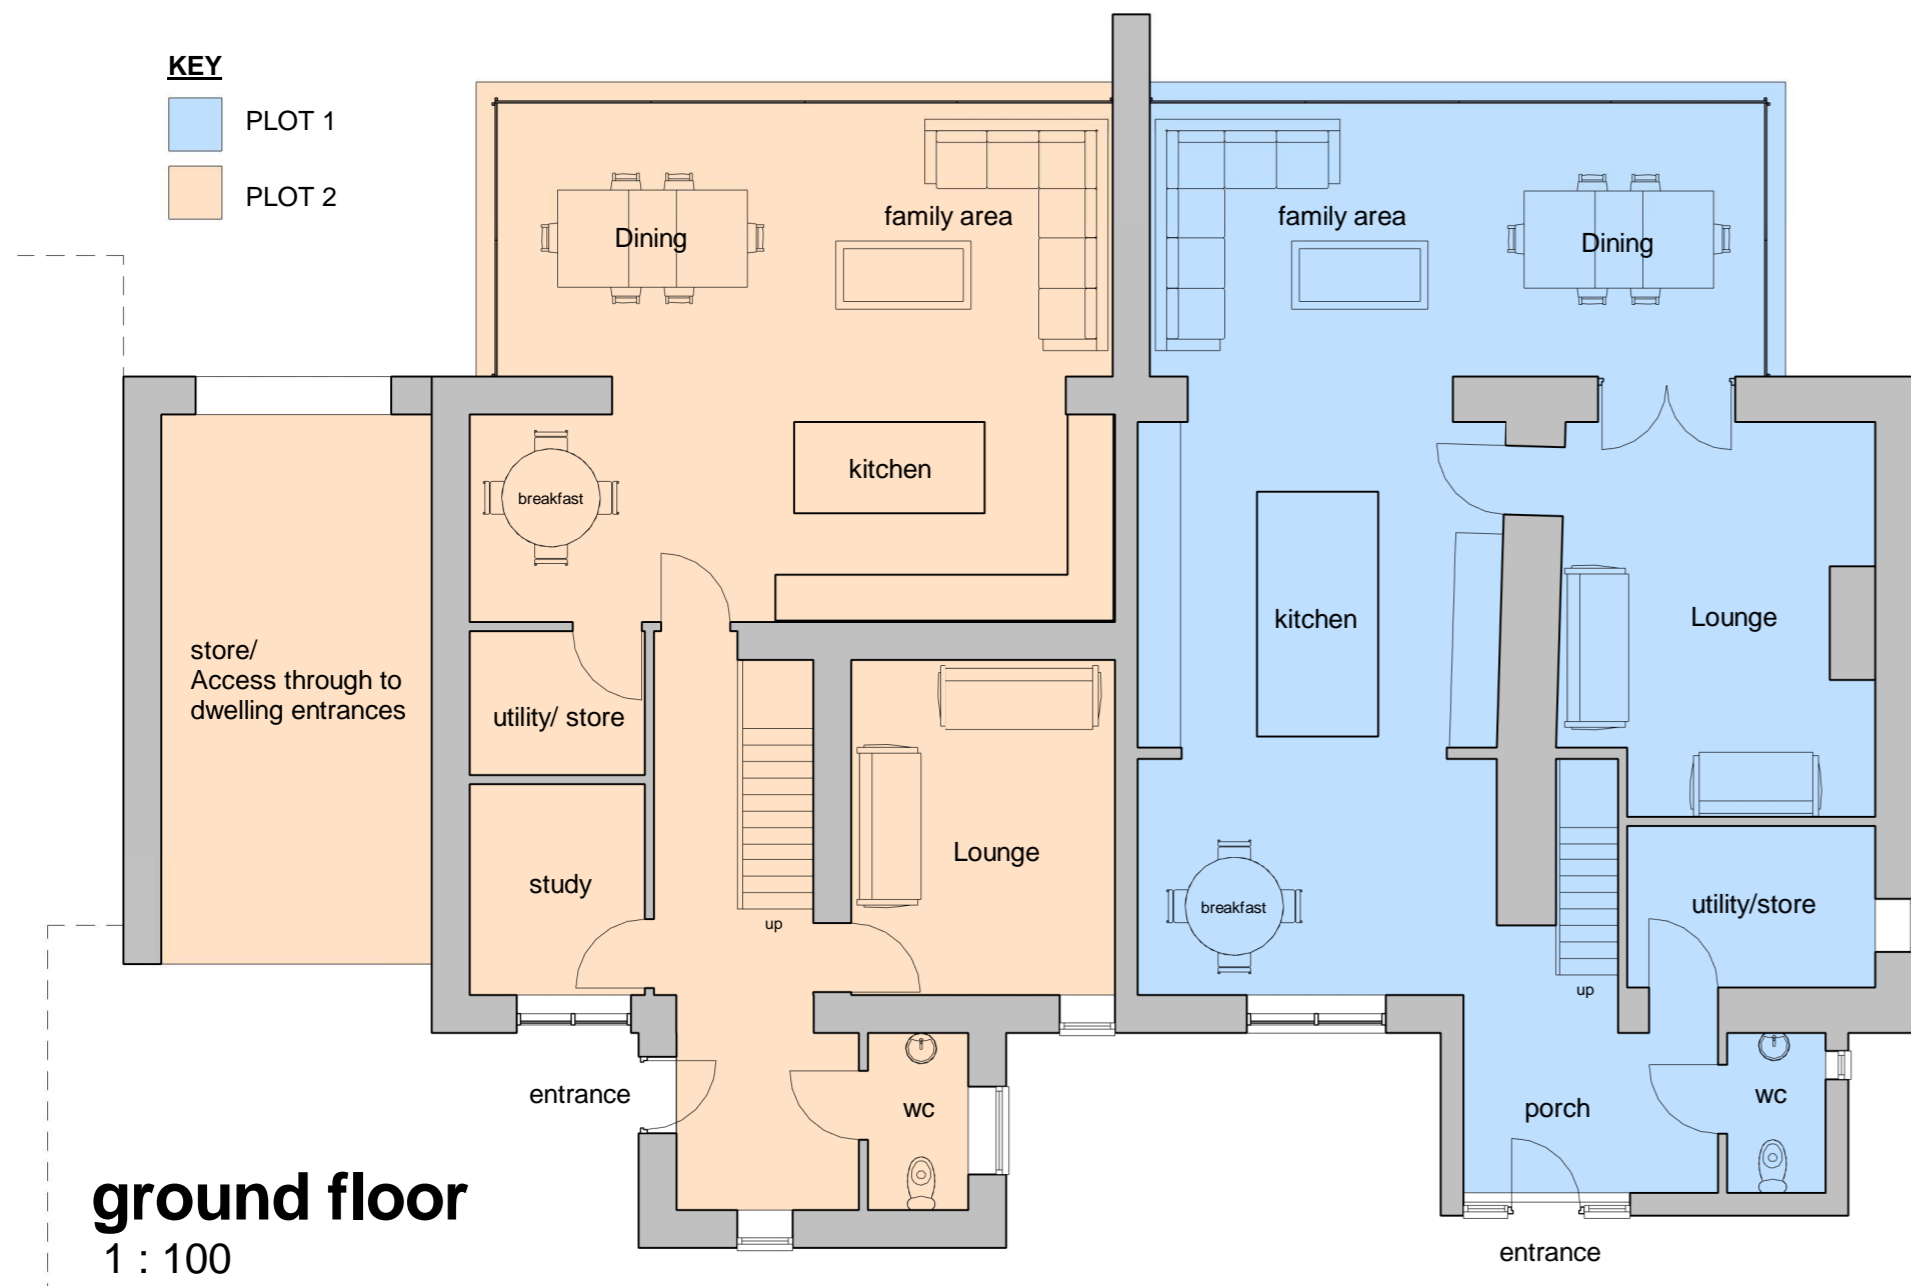 KEY
PLOT 1
PLOT 2
family area
family area
Dining
Dining
kitchen
breakfast
kitchen
Lounge
store/
Access through to
dwelling entrances
utility/ store
Lounge
study
utility/store
breakfast
up
up
entrance
wc
porch
wc
ground floor
1 : 100
entrance